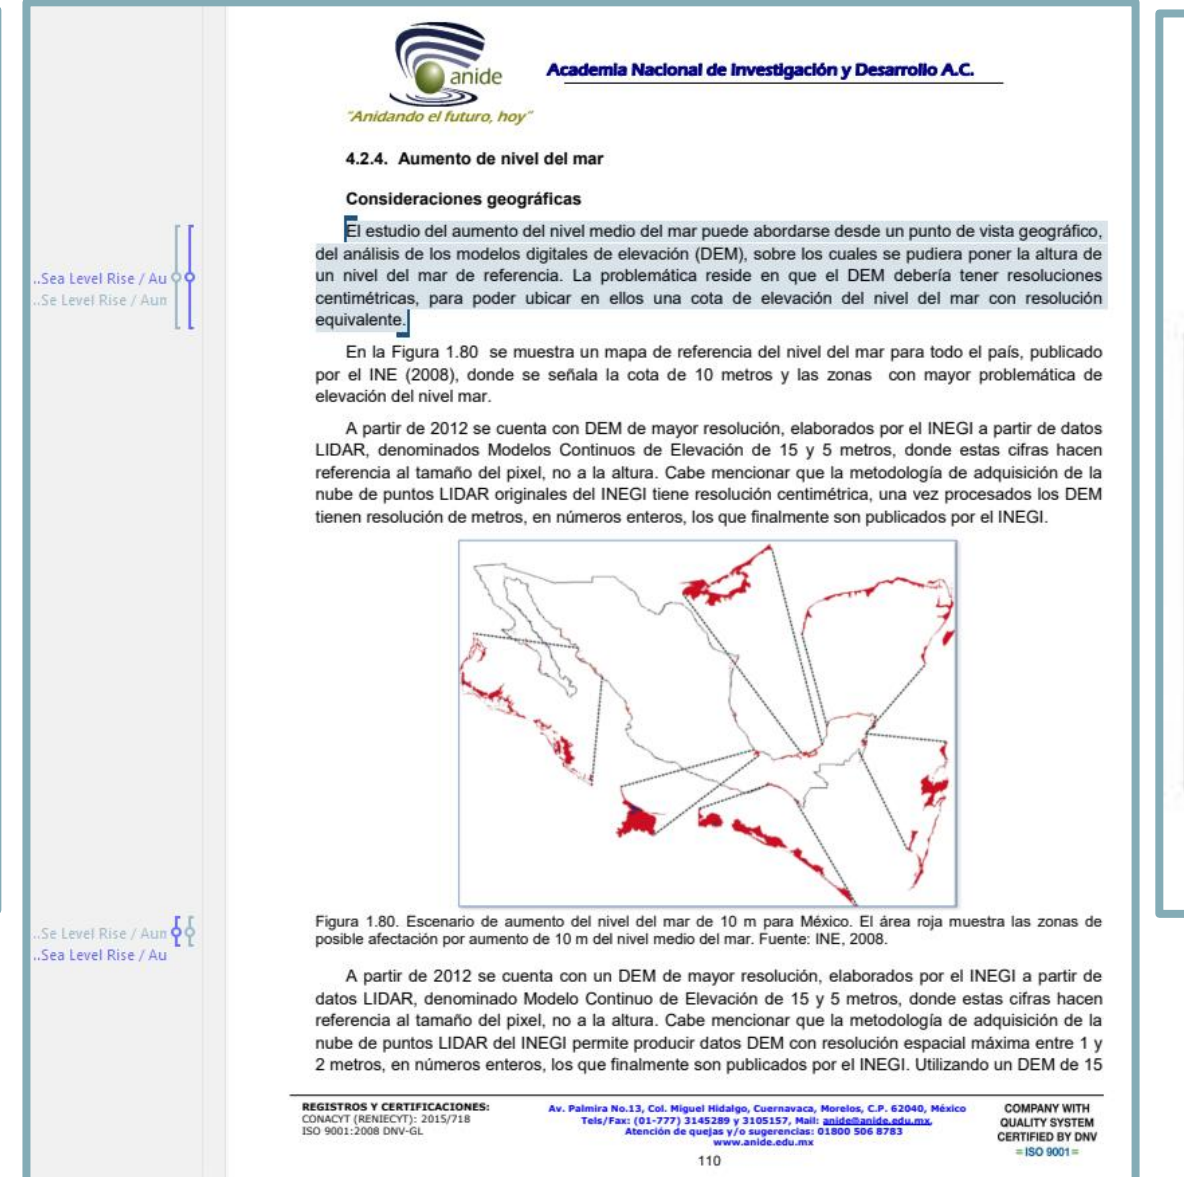 anide
"Anidando el futuro, hoy"
Academia Nacional de Investigación y Desarrollo A.C.
4.2.4. Aumento de nivel del mar
Consideraciones geográficas
El estudio del aumento del nivel medio del mar puede abordarse desde un punto de vista geográfico,
del análisis de los modelos digitales de elevación (DEM), sobre los cuales se pudiera poner la altura de
un nivel del mar de referencia. La problemática reside en que el DEM debería tener resoluciones
centimétricas, para poder ubicar en ellos una cota de elevación del nivel del mar con resolución
equivalente.
..Sea Level Rise / Au
..Se Level Rise / Aun
En la Figura 1.80 se muestra un mapa de referencia del nivel del mar para todo el país, publicado
por el INE (2008), donde se señala la cota de 10 metros y las zonas con mayor problemática de
elevación del nivel mar.
A partir de 2012 se cuenta con DEM de mayor resolución, elaborados por el INEGI a partir de datos
LIDAR, denominados Modelos Continuos de Elevación de 15 y 5 metros, donde estas cifras hacen
referencia al tamaño del pixel, no a la altura. Cabe mencionar que la metodología de adquisición de la
nube de puntos LIDAR originales del INEGI tiene resolución centimétrica, una vez procesados los DEM
tienen resolución de metros, en números enteros, los que finalmente son publicados por el INEGI.
Figura 1.80. Escenario de aumento del nivel del mar de 10 m para México. El área roja muestra las zonas de
posible afectación por aumento de 10 m del nivel medio del mar. Fuente: INE, 2008.
..Se Level Rise / Aun
..Sea Level Rise / Au
A partir de 2012 se cuenta con un DEM de mayor resolución, elaborados por el INEGI a partir de
datos LIDAR, denominado Modelo Continuo de Elevación de 15 y 5 metros, donde estas cifras hacen
referencia al tamaño del pixel, no a la altura. Cabe mencionar que la metodología de adquisición de la
nube de puntos LIDAR del INEGI permite producir datos DEM con resolución espacial máxima entre 1 y
2 metros, en números enteros, los que finalmente son publicados por el INEGI. Utilizando un DEM de 15
REGISTROS Y CERTIFICACIONES:
CONACYT (RENIECYT): 2015/718
ISO 9001:2008 DNV-GL
Av. Palmira No.13, Col. Miguel Hidalgo, Cuernavaca, Morelos, C.P. 62040, México
Tels/Fax: (01-777) 3145289 y 3105157, Mail: anide@anide.edu.mx,
Atención de quejas y/o sugerencias: 01800 506 8783
www.anide.edu.mx
COMPANY WITH
QUALITY SYSTEM
CERTIFIED BY DNV
= ISO 9001 =
110